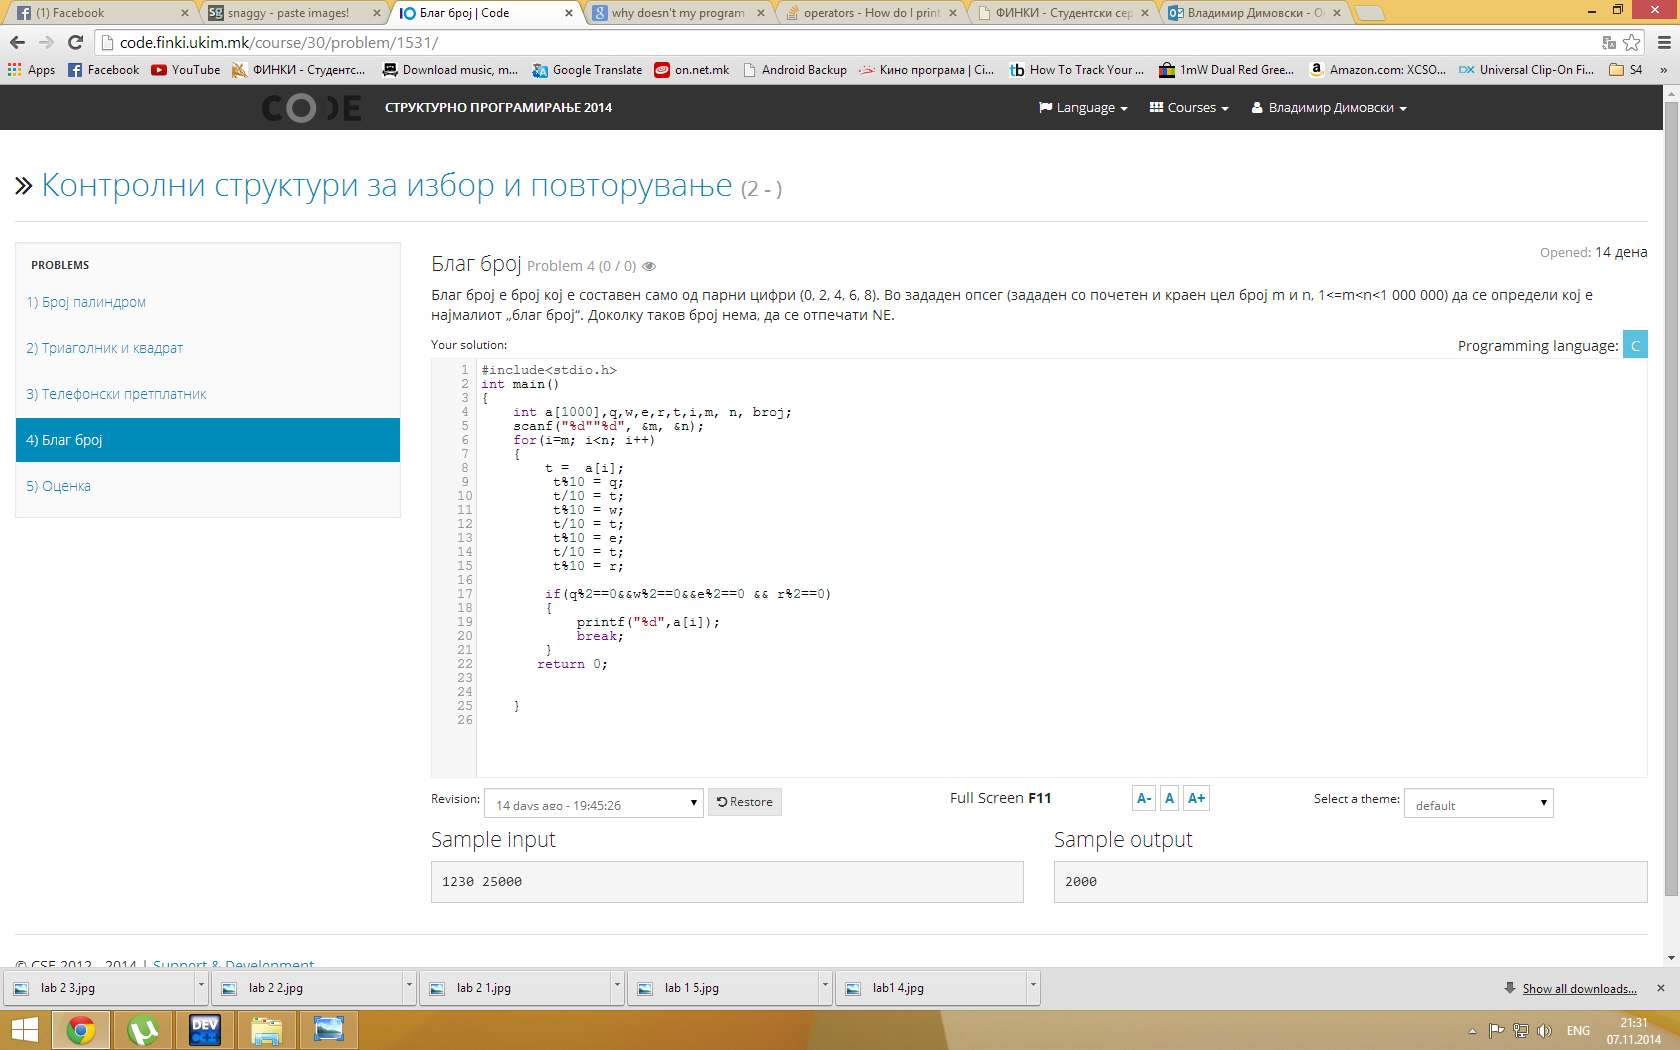 (1) Facebook
snaggy - paste images!
Благ број | Code
why doesn't my program
operators - How do I print
ФИНКИ - Студентски сер
Владимир Димовски - Ou
code.finki.ukim.mk/course/30/problem/1531/
Apps
Facebook
YouTube
ФИНКИ - Студентс...
Download music, m...
Google Translate
on.net.mk
Android Backup
Кино програма | Ci...
How To Track Your ...
1mW Dual Red Gree...
Amazon.com: XCSO...
Universal Clip-On Fi...
S4
»
CODE
СТРУКТУРНО ПРОГРАМИРАЊЕ 2014
Language
Courses
Владимир Димовски
Контролни структури за избор и повторување (2 - )
PROBLEMS
1) Број палиндром
2) Триаголник и квадрат
3) Телефонски претплатник
4) Благ број
5) Оценка
Opened: 14 дена
Благ број Problem 4 (0 / 0)
Благ број е број кој е составен само од парни цифри (0, 2, 4, 6, 8). Во зададен опсег (зададен со почетен и краен цел број m и n, 1<=m<n<1 000 000) да се определи кој е
најмалиот „благ број“. Доколку таков број нема, да се отпечати NE.
Your solution:
Programming language: C
1 #include<stdio.h>
2 int main()
3 {
4 int a[1000],q,w,e,r,t,i,m, n, broj;
5 scanf("%d""%d", &m, &n);
6 for(i=m; i<n; i++)
7 {
8 t =  a[i];
9 t%10 = q;
10 t/10 = t;
11 t%10 = w;
12 t/10 = t;
13 t%10 = e;
14 t/10 = t;
15 t%10 = r;
16
17 if(q%2==0&&w%2==0&&e%2==0 && r%2==0)
18 {
19 printf("%d",a[i]);
20 break;
21 }
22 return 0;
23
24
25 }
26
Revision: 14 days ago - 19:45:26
Restore
Full Screen F11
A- A A+
Select a theme: default
Sample input
Sample output
1230 25000
2000
© CSE 2012 - 2014 | Support & Development
lab 2 3.jpg
lab 2 2.jpg
lab 2 1.jpg
lab 1 5.jpg
lab1 4.jpg
Show all downloads...
DEV C++
ENG
21:31
07.11.2014